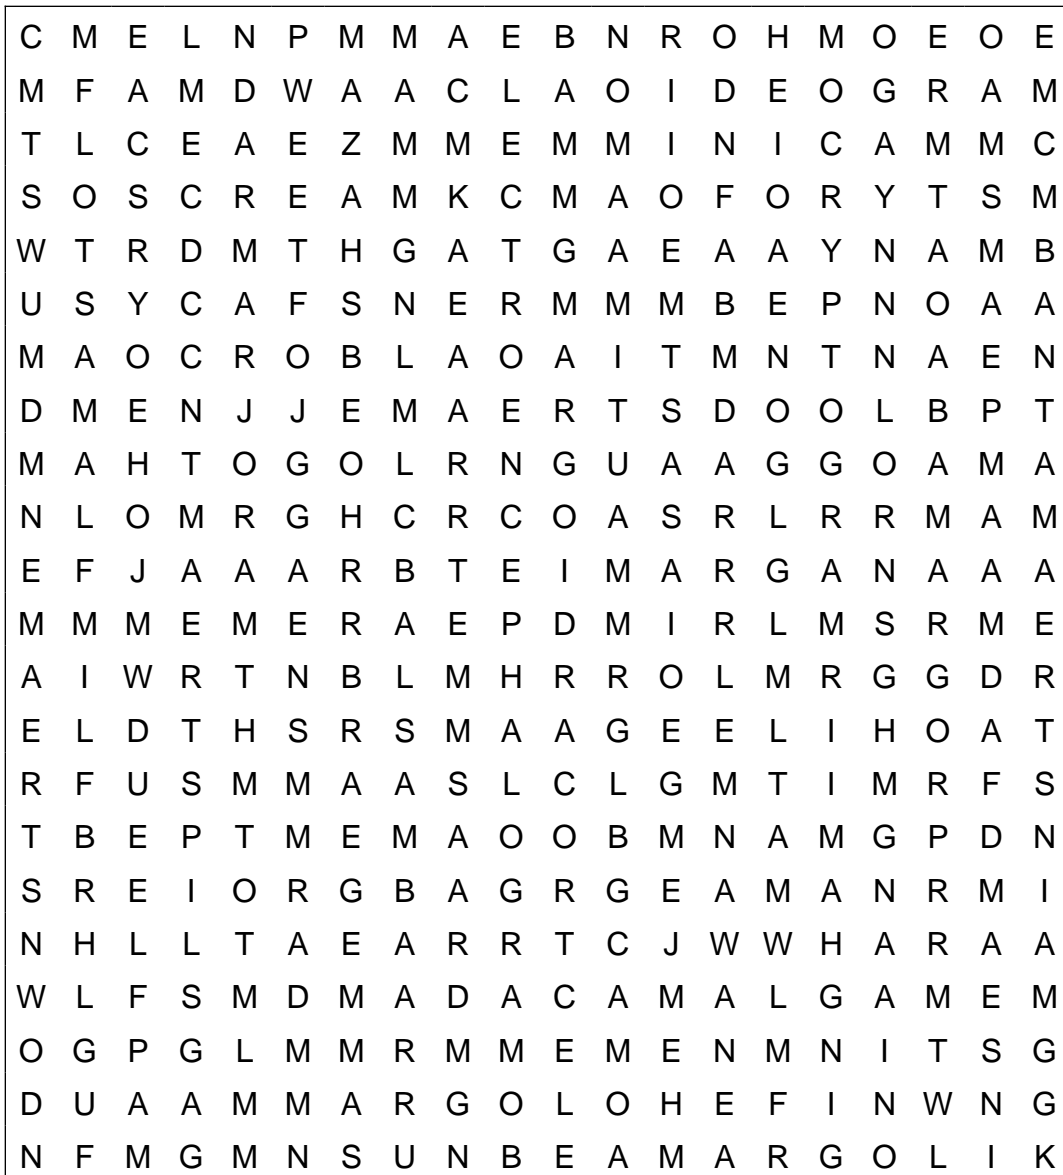 C M E L N P M M A E B N R O H M O E O E
M F A M D W A A C L A O I D E O G R A M
T L C E A E Z M M E M M I N I C A M M C
S O S C R E A M K C M A O F O R Y T S M
W T R D M T H G A T G A E A A Y N A M B
U S Y C A F S N E R M M M B E P N O A A
M A O C R O B L A O A I T M N T N A E N
D M E N J J E M A E R T S D O O L B P T
M A H T O G O L R N G U A A G G O A M A
N L O M R G H C R C O A S R L R R M A M
E F J A A A R B T E I M A R G A N A A A
M M M E M E R A E P D M I R L M S R M E
A I W R T N B L M H R R O L M R G G D R
E L D T H S R S M A A G E E L I H O A T
R F U S M M A A S L C L G M T I M R F S
T B E P T M E M A O O B M N A M G P D N
S R E I O R G B A G R G E A M A N R M I
N H L L T A E A R R T C J W W H A R A A
W L F S M D M A D A C A M A L G A M E M
O G P G L M M R M M E M E N M N I T S G
D U A A M M A R G O L O H E F I N W N G
N F M G M N S U N B E A M A R G O L I K